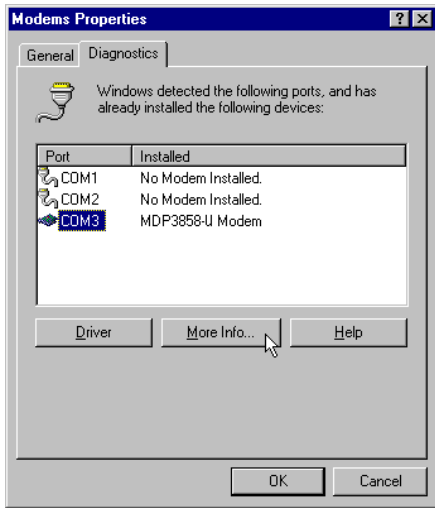 Modems Properties
General Diagnostics
Windows detected the following ports, and has
already installed the following devices:
Port Installed
COM1 No Modem Installed.
COM2 No Modem Installed.
COM3 MDP3858-U Modem
Driver More Info... Help
OK Cancel